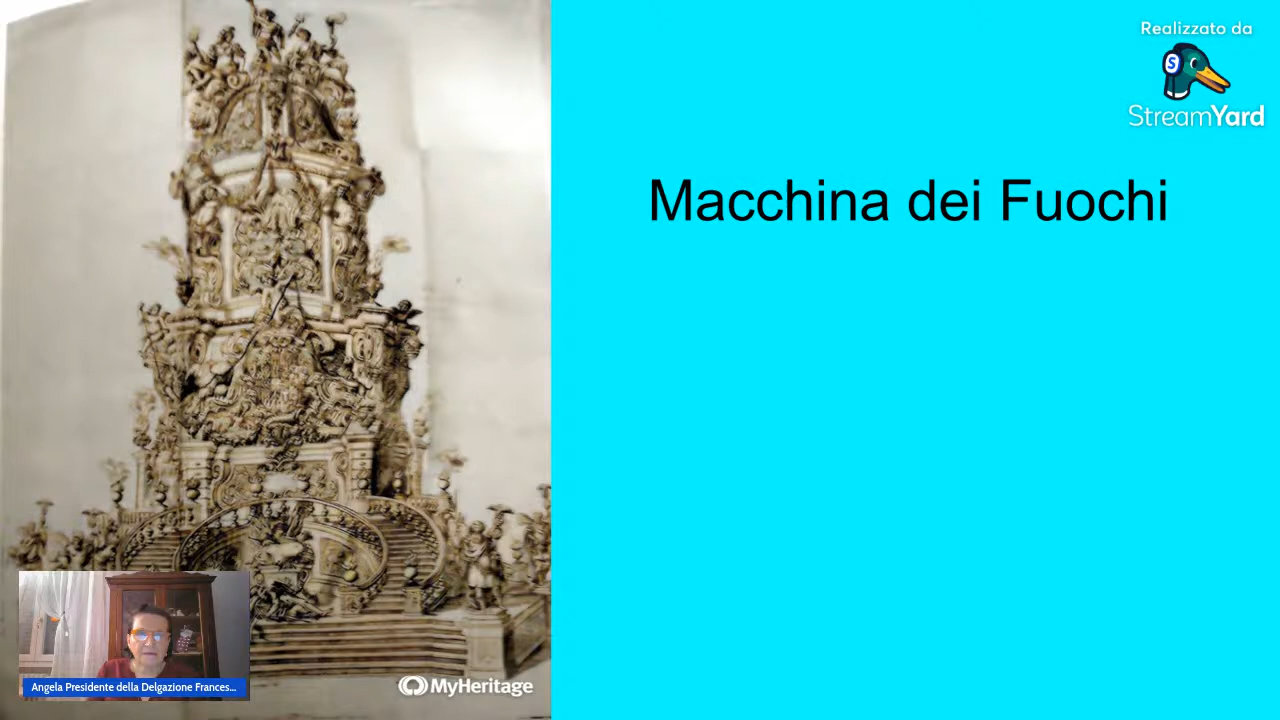 Realizzato da
StreamYard
Macchina dei Fuochi
Angela Presidente della Delgazione Frances...
MyHeritage